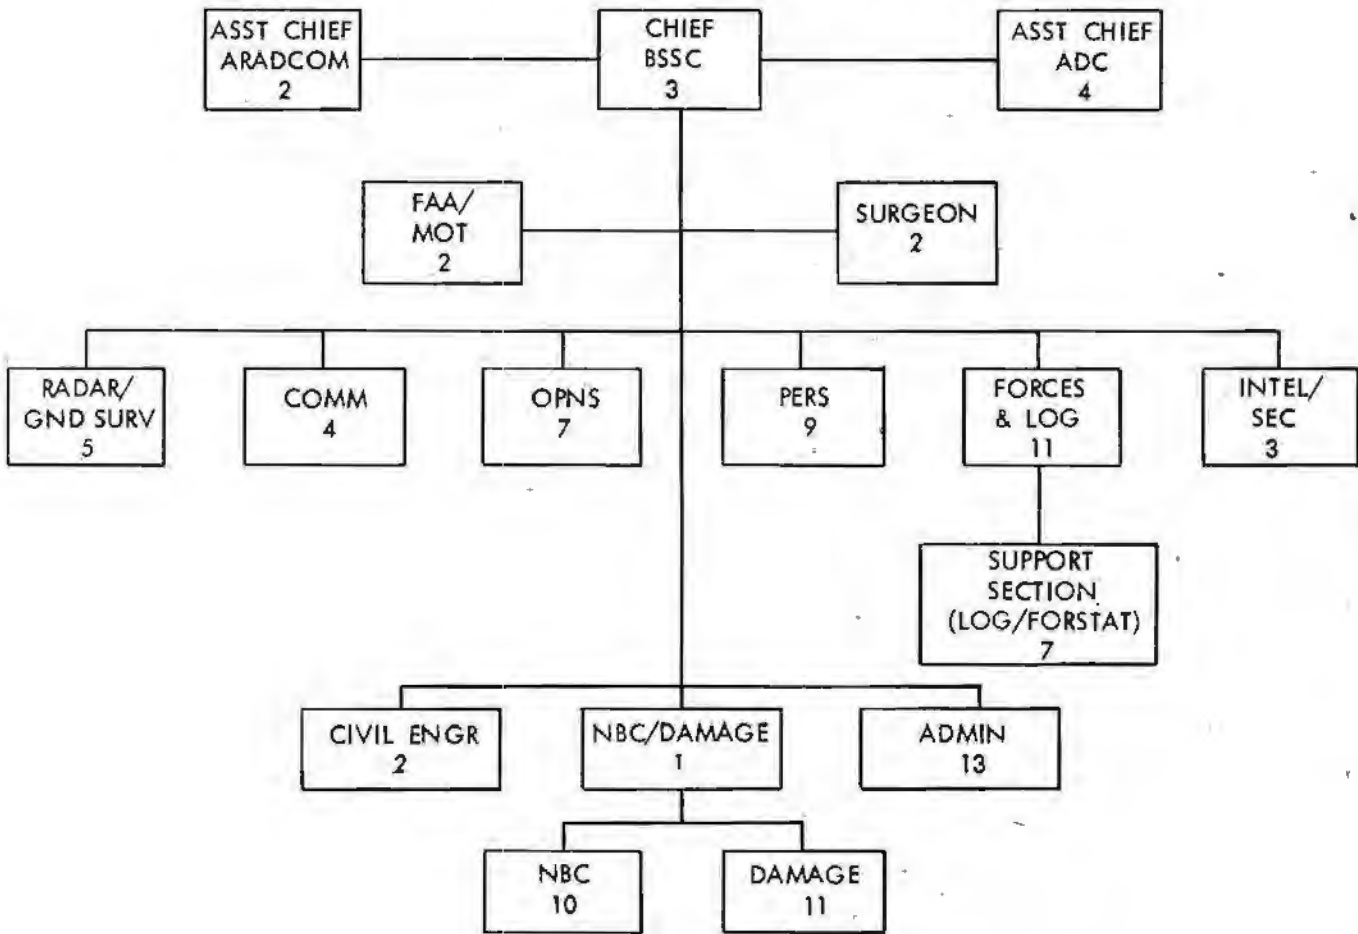 ASST CHIEF
ARADCOM
2
CHIEF
BSSC
3
ASST CHIEF
ADC
4
FAA/
MOT
2
SURGEON
2
RADAR/
GND SURV
5
COMM
4
OPNS
7
PERS
9
FORCES
& LOG
11
INTEL/
SEC
3
SUPPORT
SECTION
(LOG/FORSTAT)
7
CIVIL ENGR
2
NBC/DAMAGE
1
ADMIN
13
NBC
10
DAMAGE
11